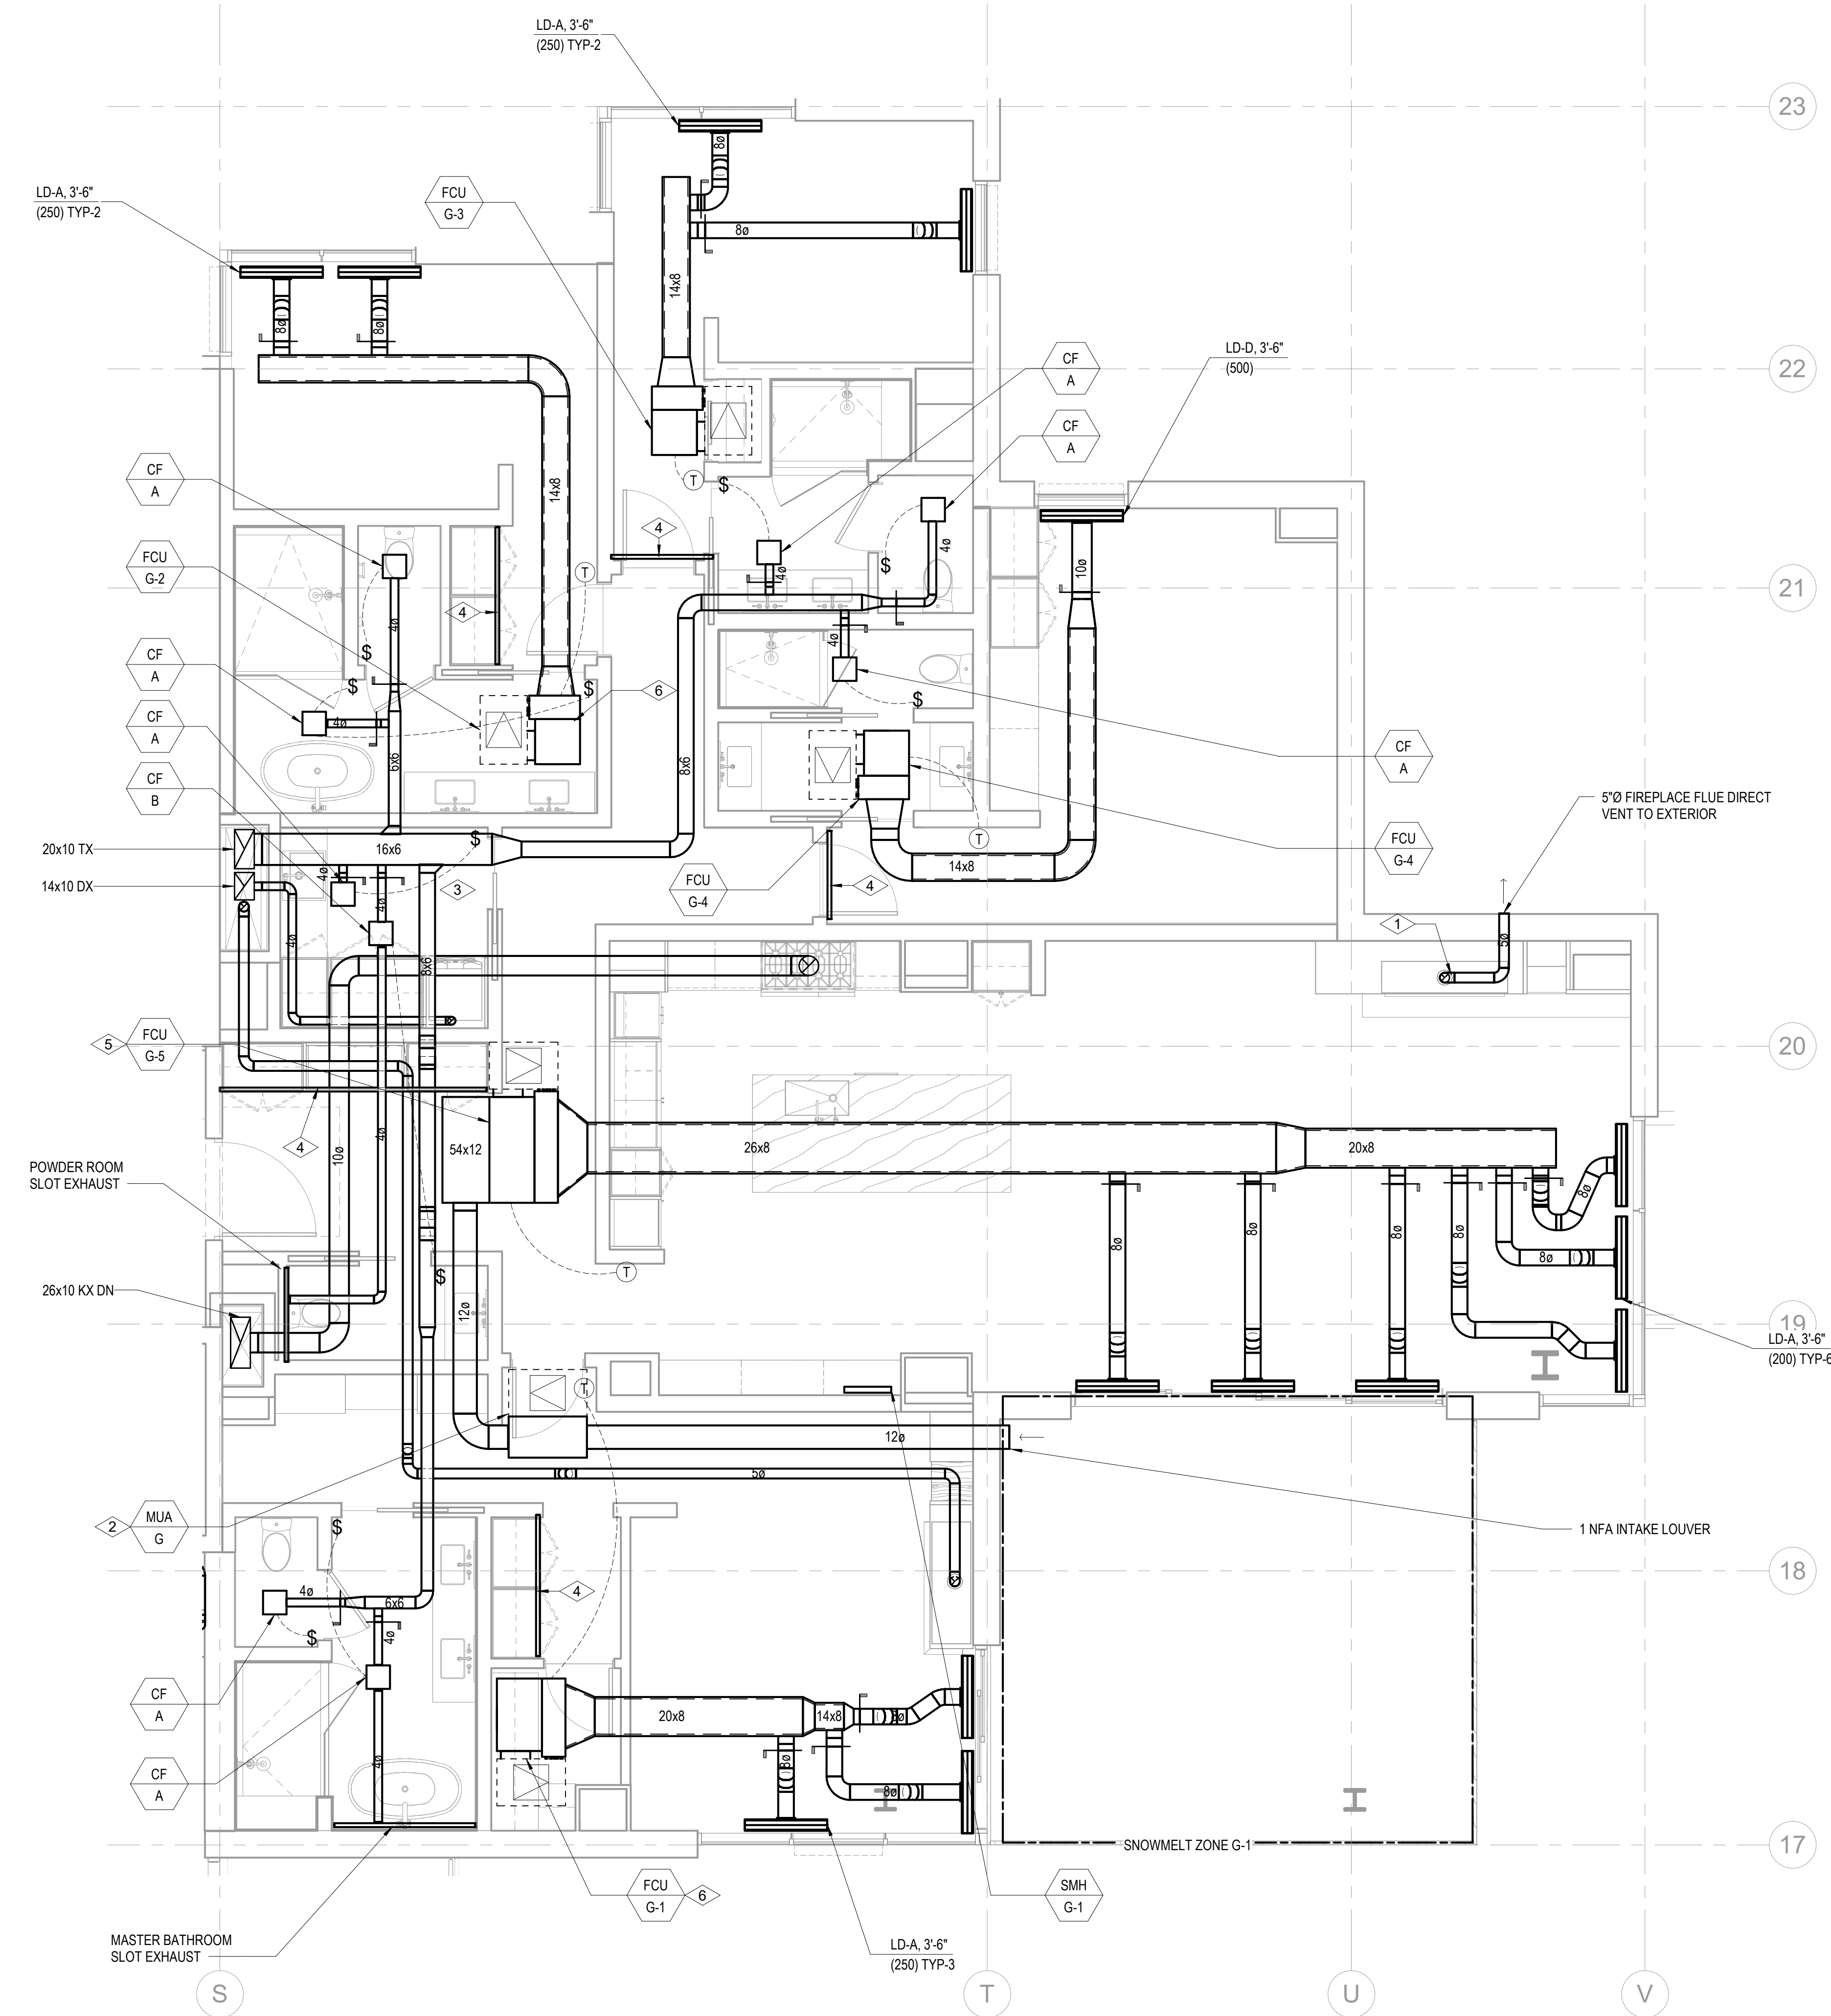 LD-A, 3'-6"
(250) TYP-2
23
8ø
LD-A, 3'-6"
(250) TYP-2
FCU
G-3
8ø
14x8
8ø
8ø
LD-D, 3'-6"
(500)
CF
A
22
CF
A
CF
A
14x8
T
$
4
$
4ø
FCU
G-2
T
4ø
10ø
21
4
4ø
$
4ø
CF
A
$
$
$
6
$
4ø
CF
A
6x6
8x6
CF
A
CF
B
5"Ø FIREPLACE FLUE DIRECT
VENT TO EXTERIOR
T
FCU
G-4
20x10 TX
16x6
$
14x8
FCU
G-4
4
14x10 DX
4ø
3
4ø
4ø
8x6
1
5ø
5
FCU
G-5
20
4
4ø
10ø
54x12
26x8
20x8
POWDER ROOM
SLOT EXHAUST
8ø
8ø
8ø
8ø
8ø
8ø
T
$
26x10 KX DN
12ø
19
LD-A, 3'-6"
(200) TYP-6
T
12ø
5ø
2
MUA
G
$
1 NFA INTAKE LOUVER
18
4
4ø
6x6
$
4ø
CF
A
20x8
14x8
8ø
CF
A
4ø
8ø
8ø
SNOWMELT ZONE G-1
17
FCU
G-1
6
SMH
G-1
MASTER BATHROOM
SLOT EXHAUST
LD-A, 3'-6"
(250) TYP-3
S
T
U
V